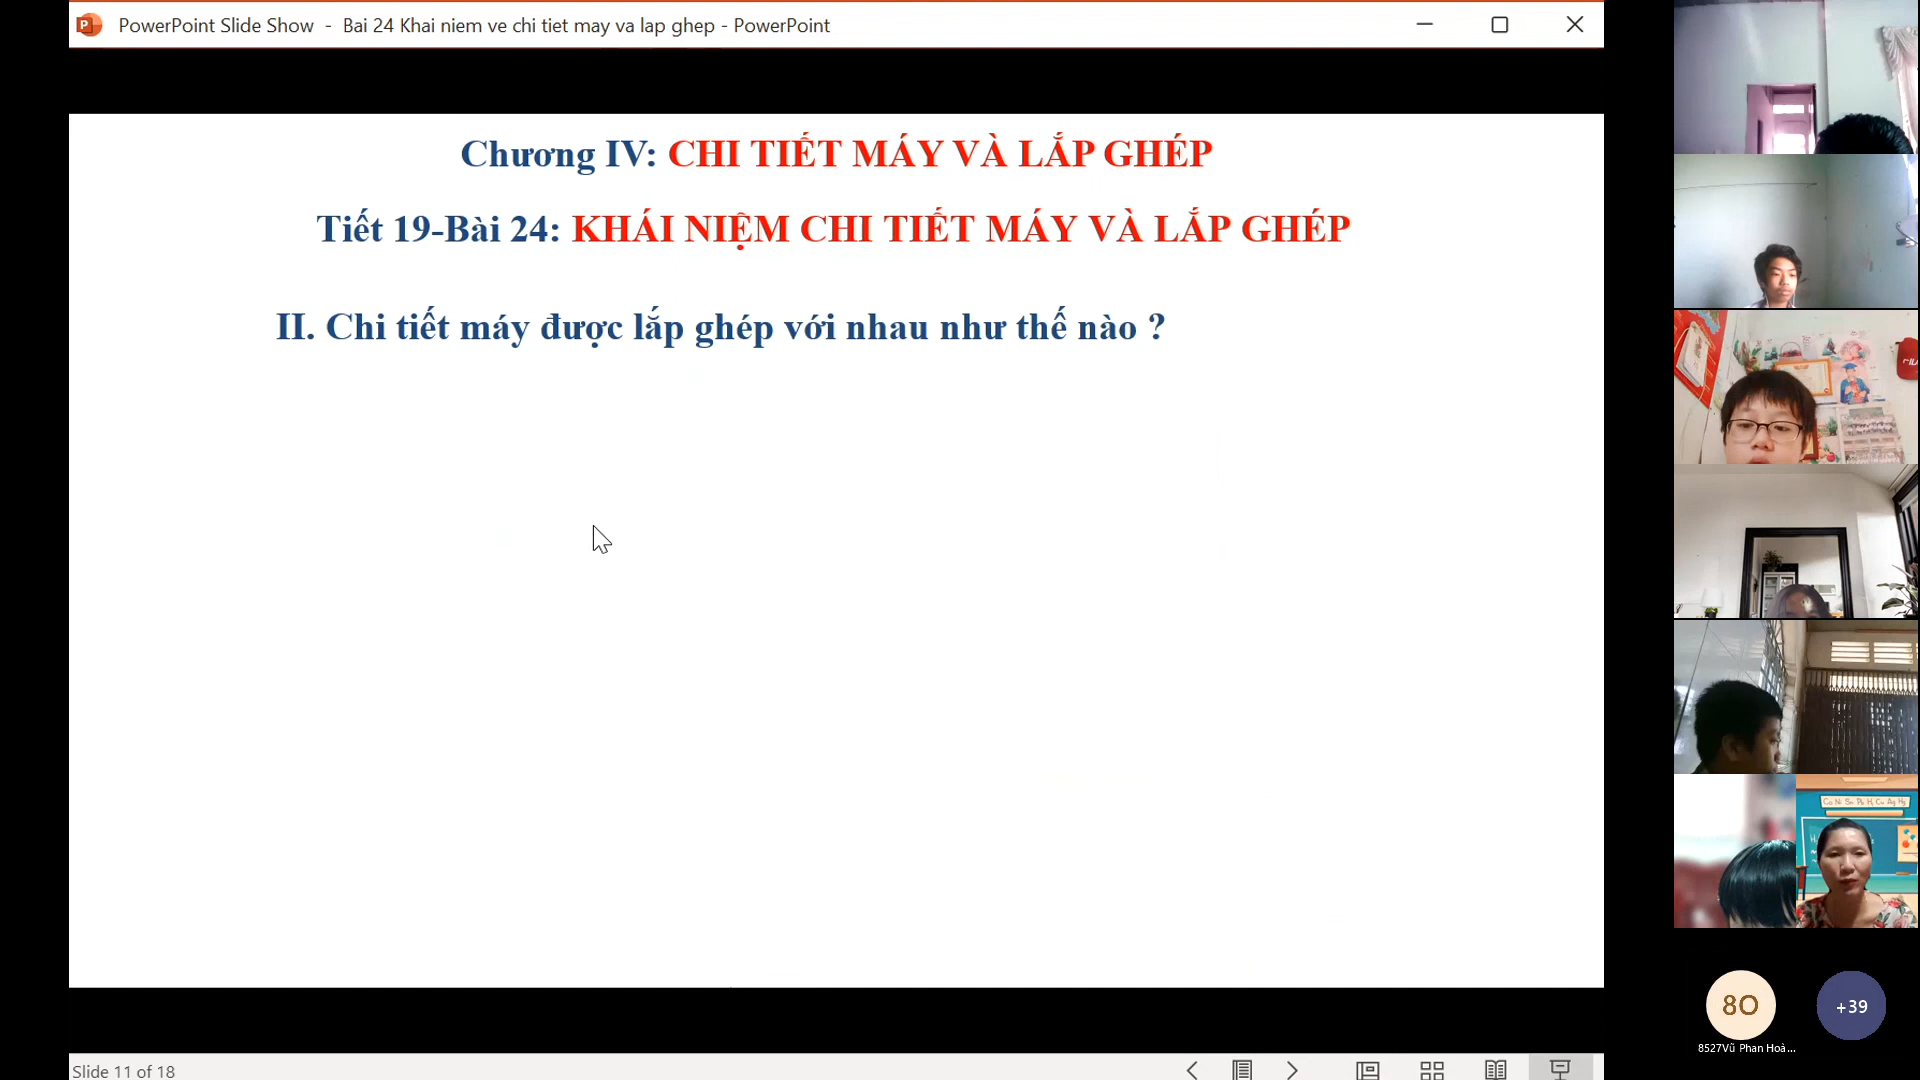 PowerPoint Slide Show - Bai 24 Khai niem ve chi tiet may va lap ghep - PowerPoint
Chương IV: CHI TIẾT MÁY VÀ LẮP GHÉP
Tiết 19-Bài 24: KHÁI NIỆM CHI TIẾT MÁY VÀ LẮP GHÉP
II. Chi tiết máy được lắp ghép với nhau như thế nào ?
8O
+39
8527Vũ Phan Hoà...
Slide 11 of 18